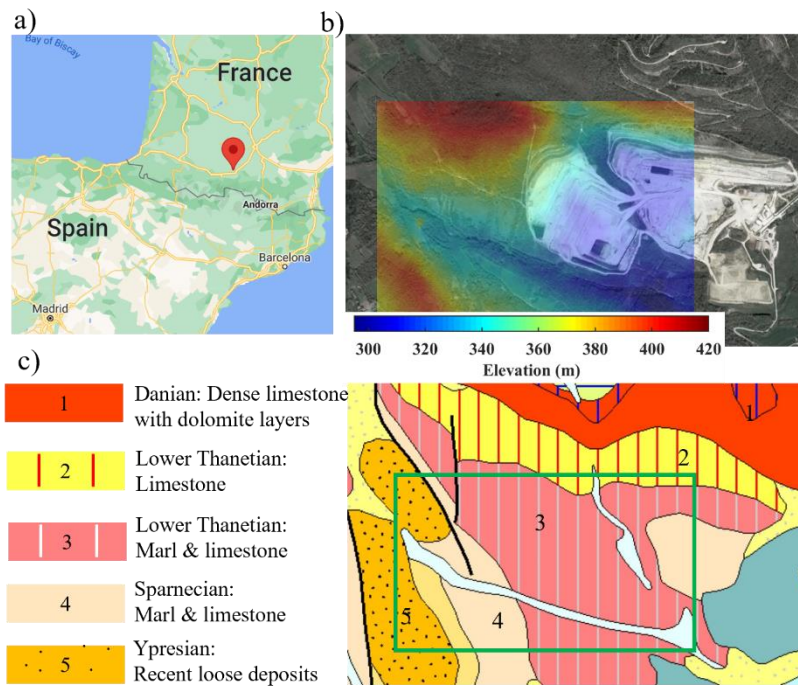 a)
Bay of Biscay
France
Andorra
Spain
Barcelona
Madrid
b)
300 320 340 360 380 400 420
Elevation (m)
c)
1
Danian: Dense limestone
with dolomite layers
2
Lower Thanetian:
Limestone
3
Lower Thanetian:
Marl & limestone
4
Sparnecian:
Marl & limestone
5
Ypresian:
Recent loose deposits
1
2
3
4
5